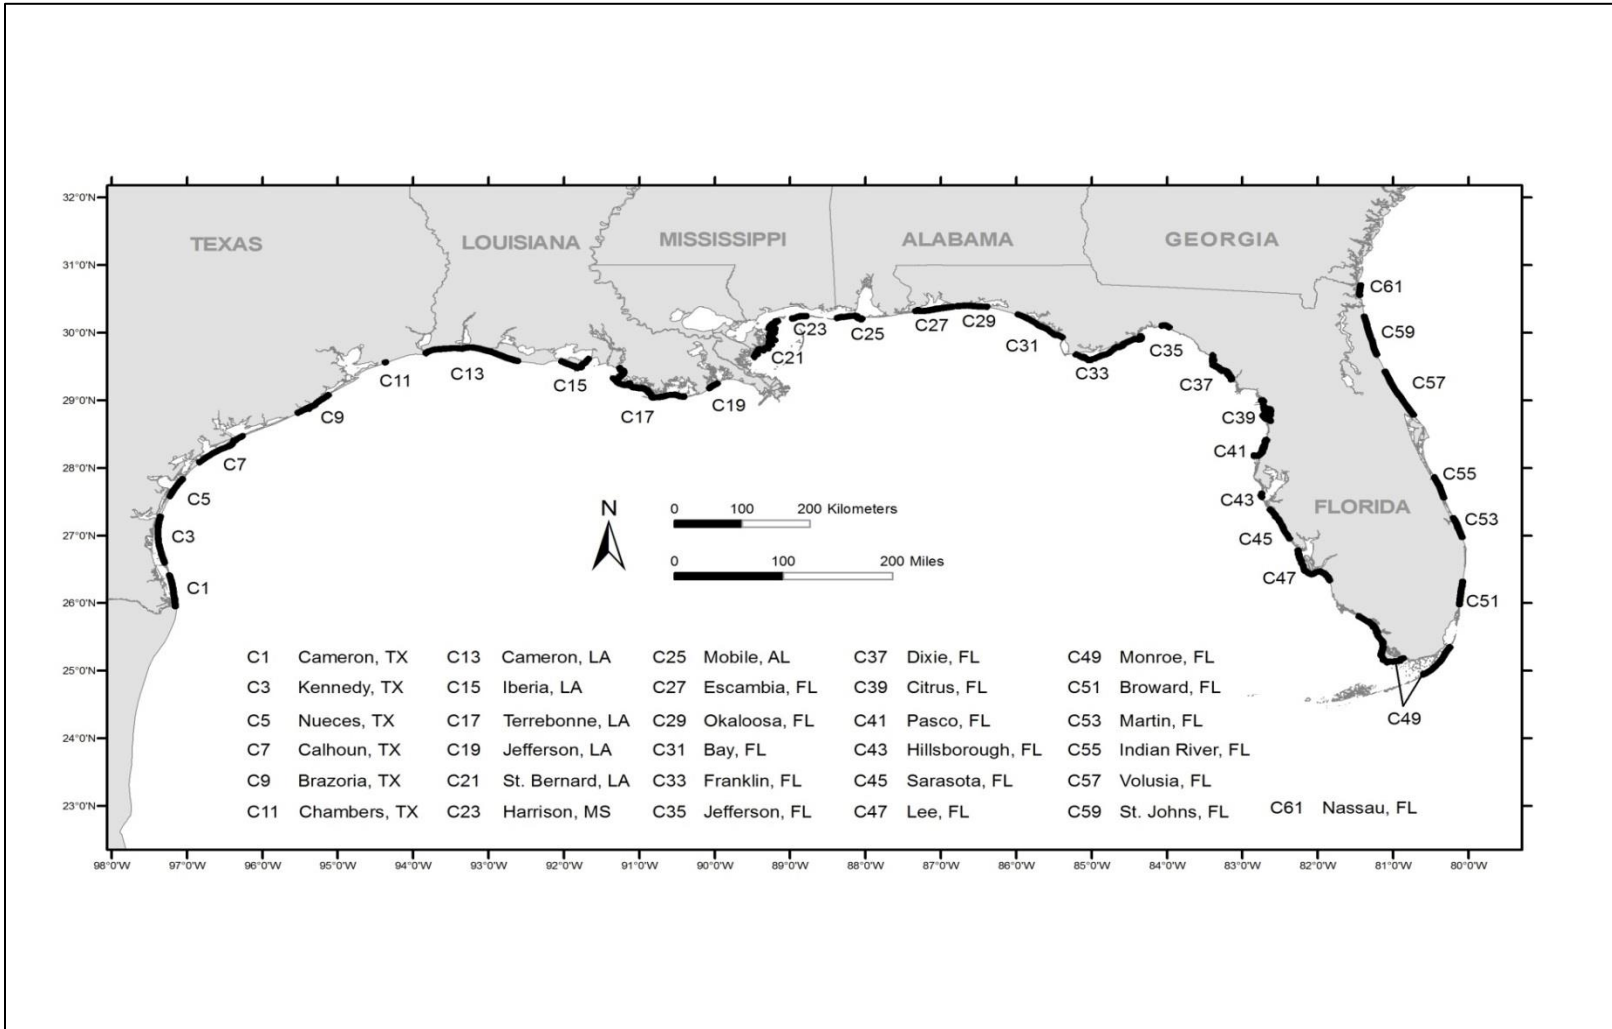 32°0'N
31°0'N
30°0'N
29°0'N
28°0'N
27°0'N
26°0'N
25°0'N
24°0'N
23°0'N
TEXAS
LOUISIANA
MISSISSIPPI
ALABAMA
GEORGIA
FLORIDA
C1
C3
C5
C7
C9
C11
C13
C15
C17
C19
C21
C23
C25
C27
C29
C31
C33
C35
C37
C39
C41
C43
C45
C47
C49
C51
C53
C55
C57
C59
C61
N
0 100 200 Kilometers
0 100 200 Miles
C1 Cameron, TX C13 Cameron, LA C25 Mobile, AL C37 Dixie, FL C49 Monroe, FL
C3 Kennedy, TX C15 Iberia, LA C27 Escambia, FL C39 Citrus, FL C51 Broward, FL
C5 Nueces, TX C17 Terrebonne, LA C29 Okaloosa, FL C41 Pasco, FL C53 Martin, FL
C7 Calhoun, TX C19 Jefferson, LA C31 Bay, FL C43 Hillsborough, FL C55 Indian River, FL
C9 Brazoria, TX C21 St. Bernard, LA C33 Franklin, FL C45 Sarasota, FL C57 Volusia, FL
C11 Chambers, TX C23 Harrison, MS C35 Jefferson, FL C47 Lee, FL C59 St. Johns, FL C61 Nassau, FL
98°0'W 97°0'W 96°0'W 95°0'W 94°0'W 93°0'W 92°0'W 91°0'W 90°0'W 89°0'W 88°0'W 87°0'W 86°0'W 85°0'W 84°0'W 83°0'W 82°0'W 81°0'W 80°0'W